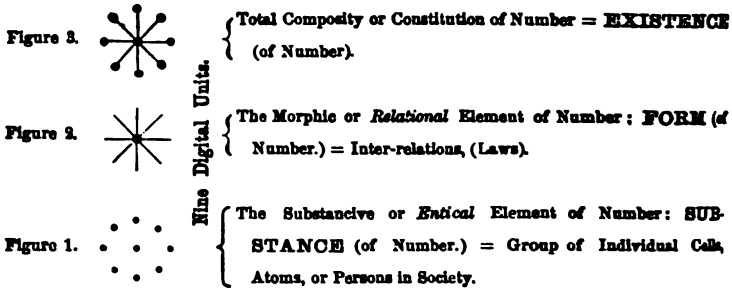 Figure 3.
Total Composity or Constitution of Number = EXISTENCE
(of Number).
Nine Digital Units.
Figure 2.
The Morphic or Relational Element of Number; FORM (of
Number.) = Inter-relations, (Laws).
Figure 1.
The Substancive or Entical Element of Number: SUB-
STANCE (of Number.) = Group of Individual Cells,
Atoms, or Persons in Society.